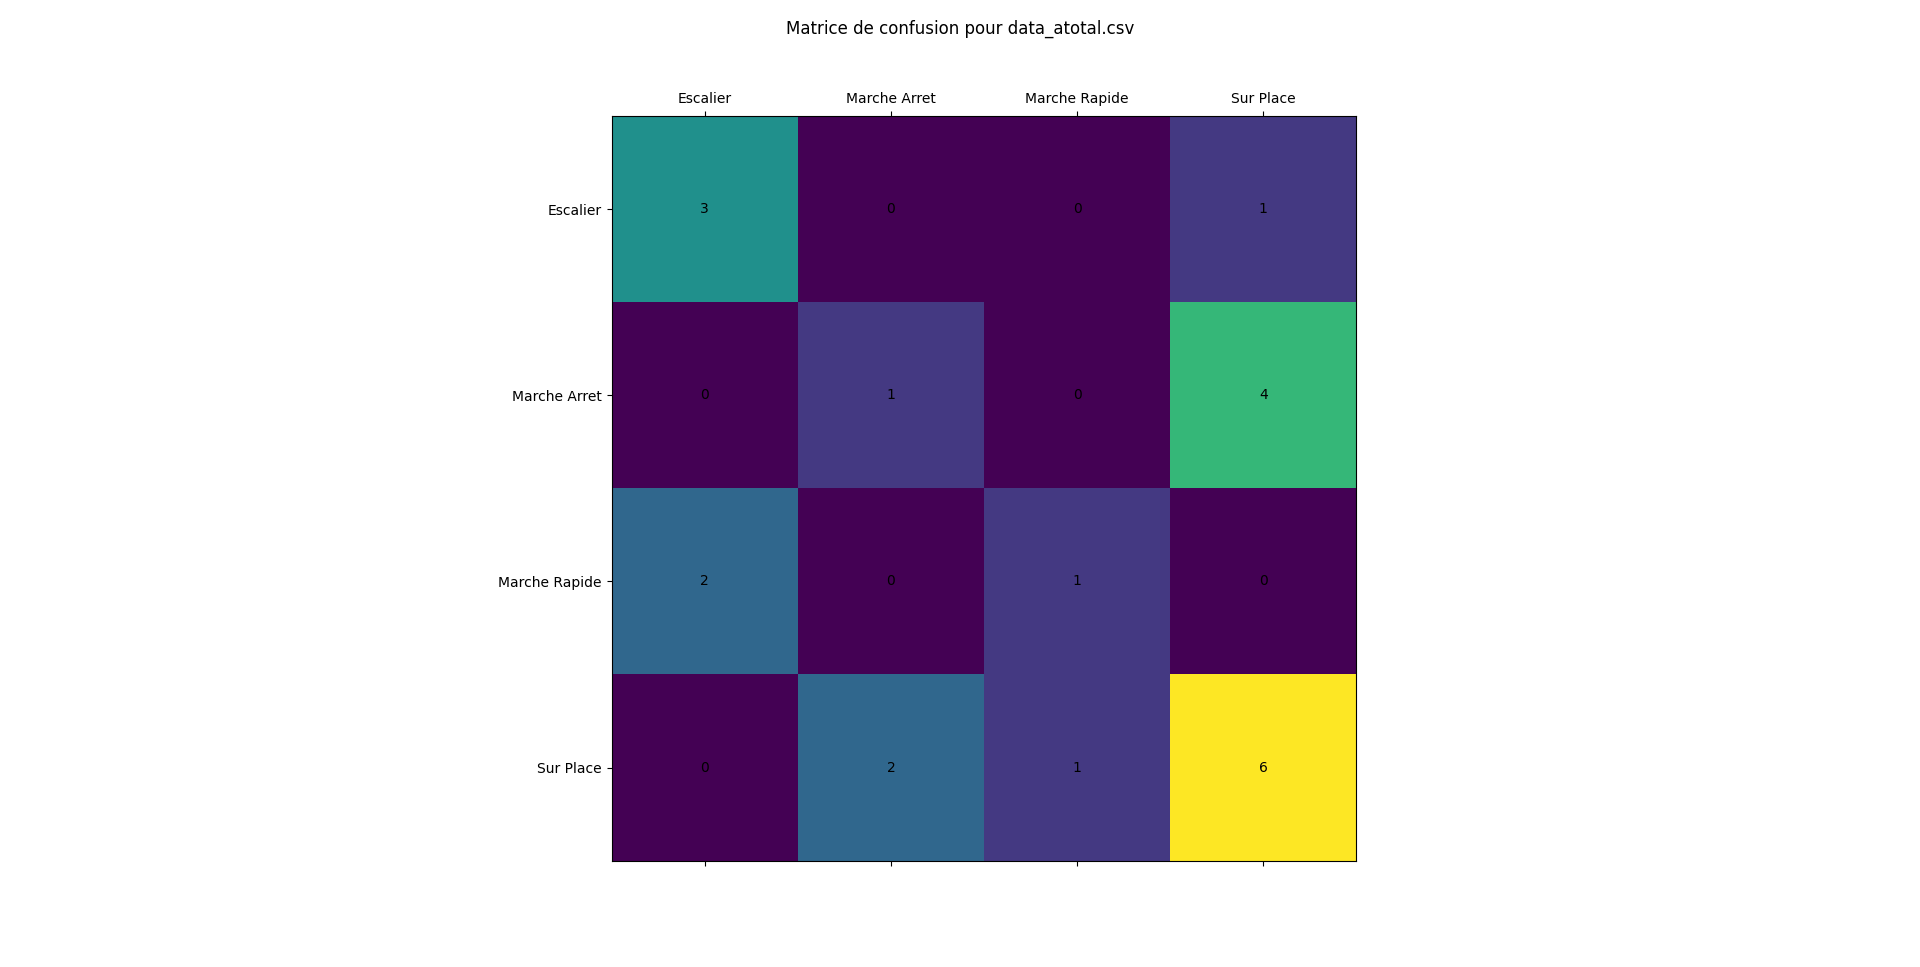 Matrice de confusion pour data_atotal.csv
Escalier Marche Arret Marche Rapide Sur Place
Escalier 3 0 0 1
Marche Arret 0 1 0 4
Marche Rapide 2 0 1 0
Sur Place 0 2 1 6